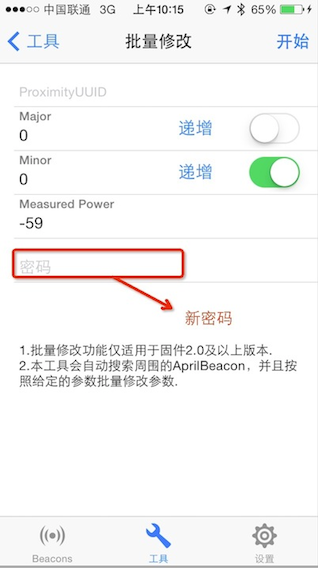 中国联通 3G 上午10:15 65%
工具 批量修改 开始
ProximityUUID
Major
0 递增
Minor
0 递增
Measured Power
-59
密码
新密码
1.批量修改功能仅适用于固件2.0及以上版本.
2.本工具会自动搜索周围的AprilBeacon，并且按
照给定的参数批量修改参数.
Beacons 工具 设置